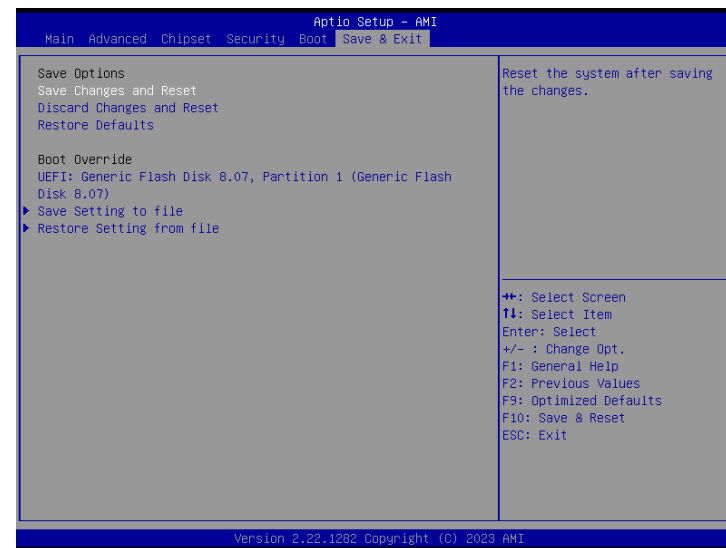 Aptio Setup – AMI
Main Advanced Chipset Security Boot Save & Exit
Save Options
Save Changes and Reset
Discard Changes and Reset
Restore Defaults
Boot Override
UEFI: Generic Flash Disk 8.07, Partition 1 (Generic Flash
Disk 8.07)
Save Setting to file
Restore Setting from file
Reset the system after saving
the changes.
→←: Select Screen
↑↓: Select Item
Enter: Select
+/- : Change Opt.
F1: General Help
F2: Previous Values
F9: Optimized Defaults
F10: Save & Reset
ESC: Exit
Version 2.22.1282 Copyright (C) 2023 AMI